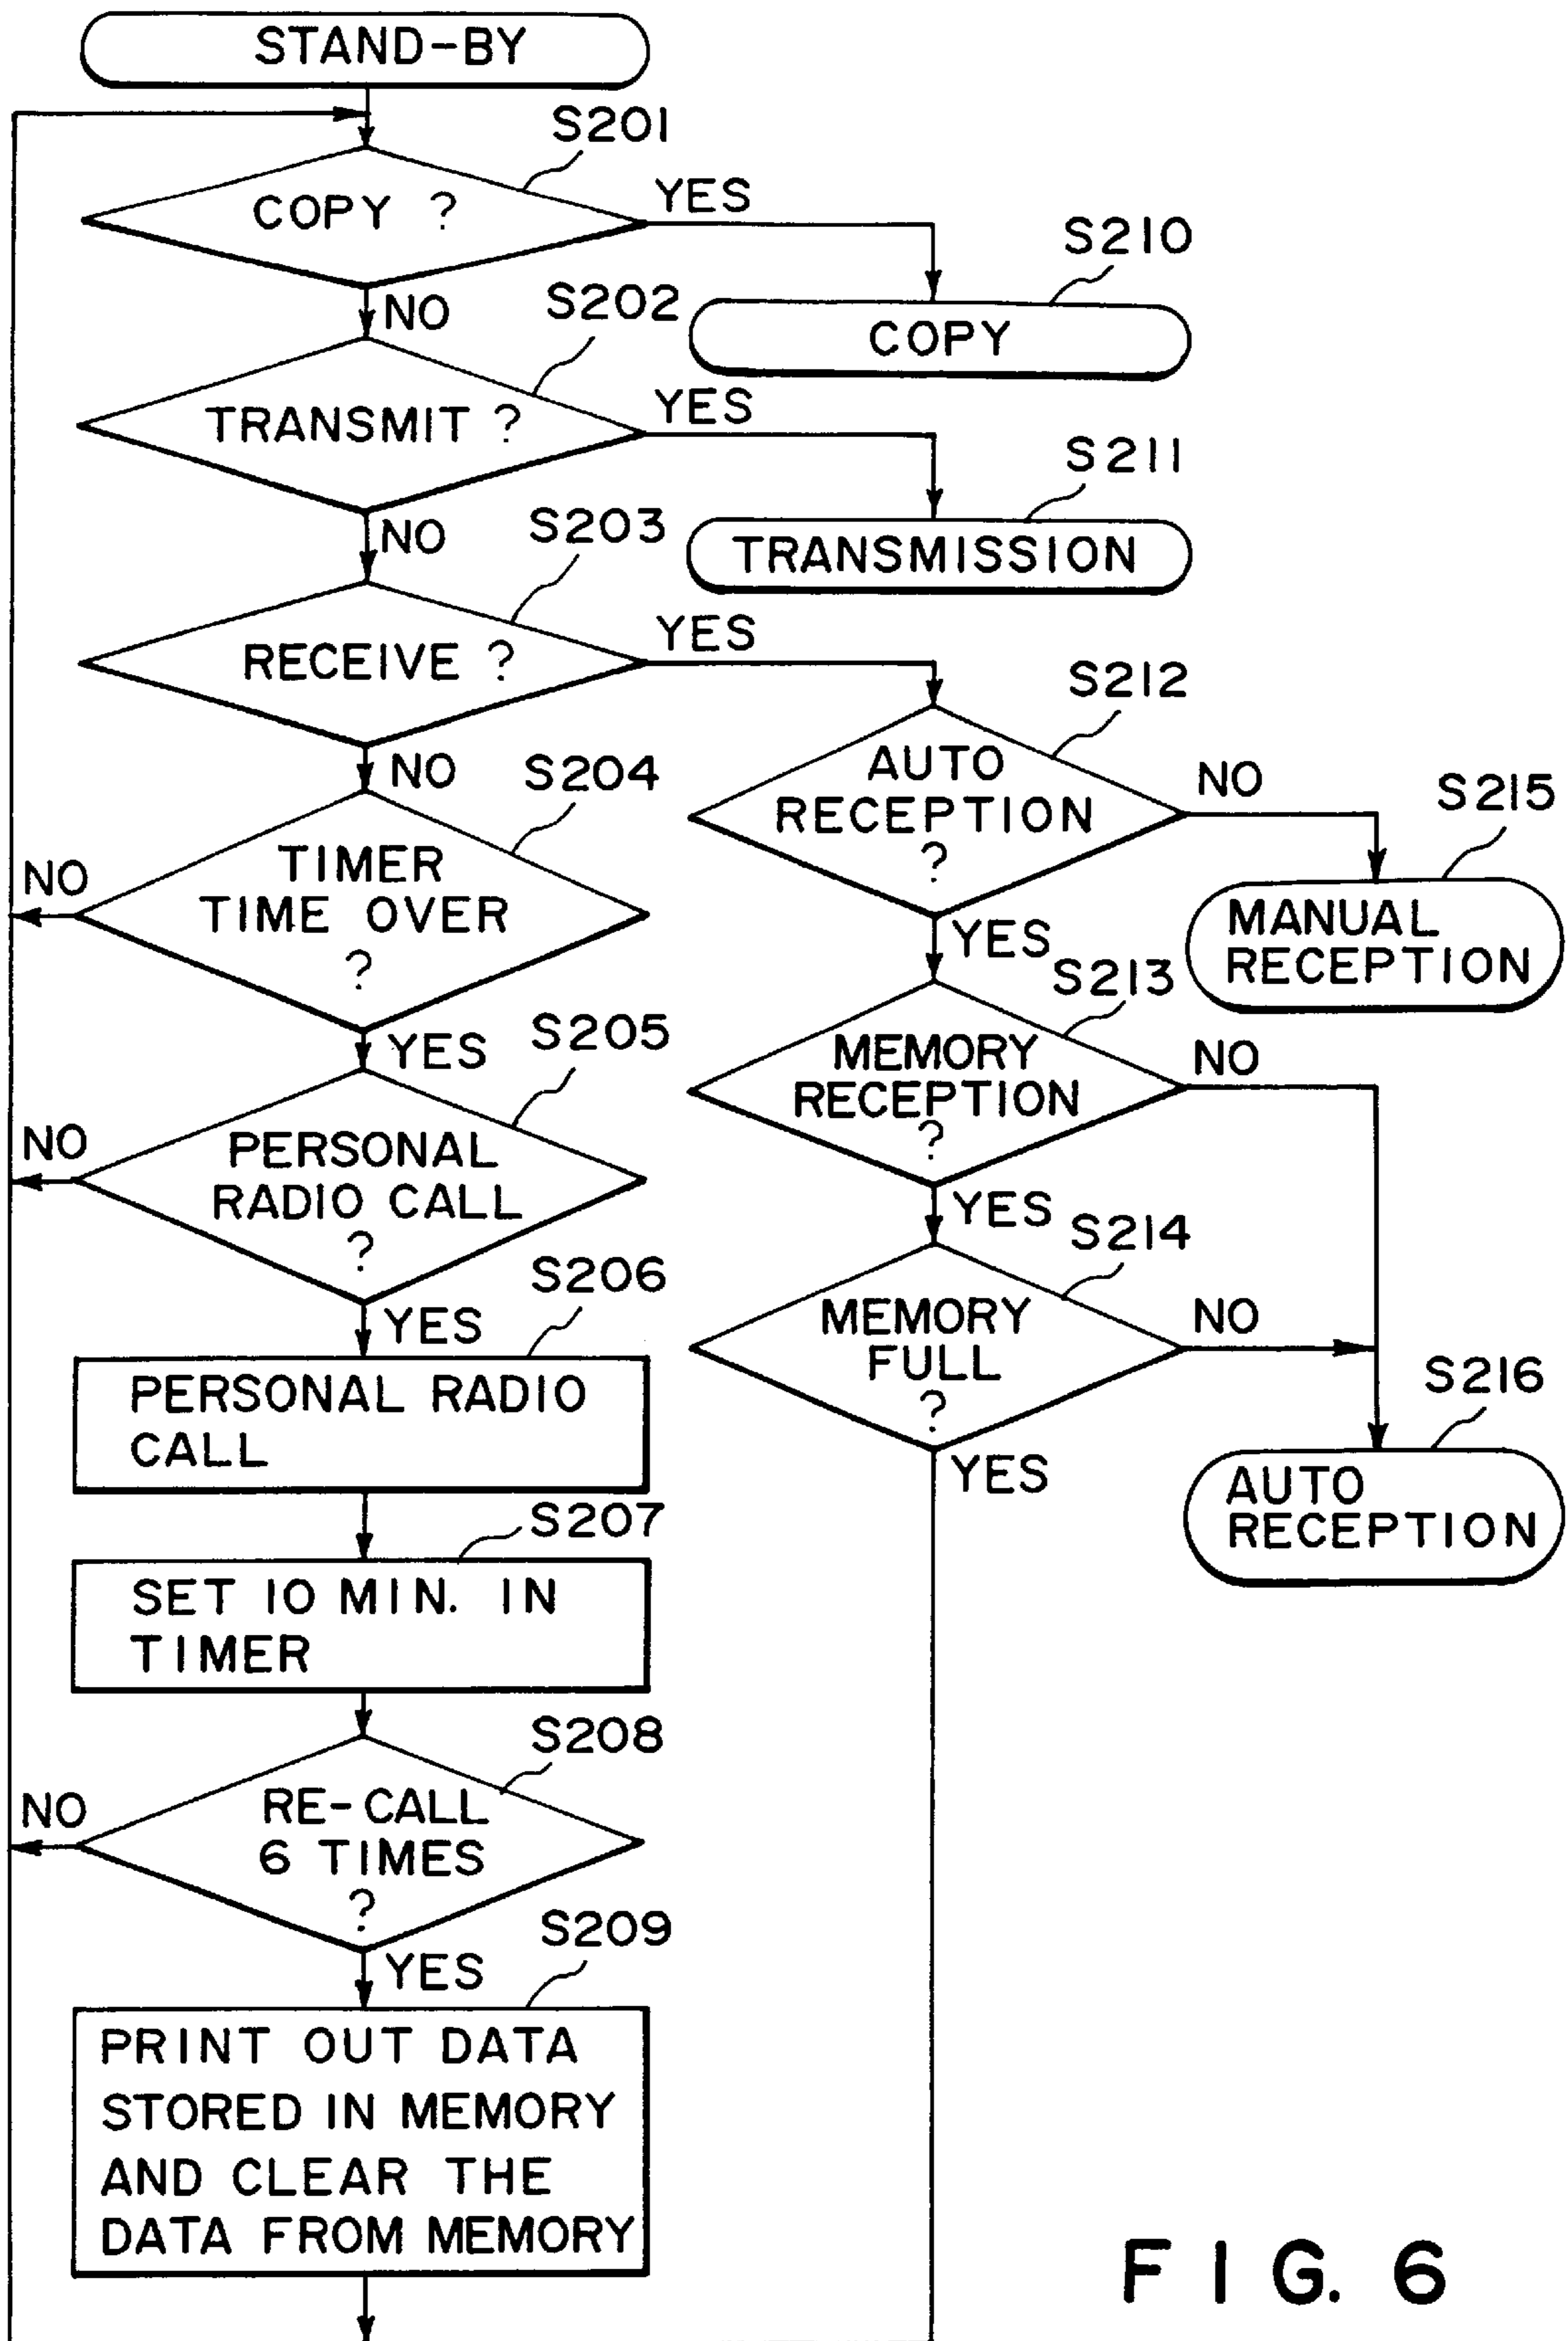 STAND-BY
S201
COPY ?
YES
S210
COPY
NO
S202
TRANSMIT ?
YES
S211
TRANSMISSION
NO
S203
RECEIVE ?
YES
S212
AUTO
RECEPTION
?
NO
S215
MANUAL
RECEPTION
YES
NO
S204
TIMER
TIME OVER
?
NO
YES
S205
PERSONAL
RADIO CALL
?
NO
YES
S213
MEMORY
RECEPTION
?
NO
YES
S214
MEMORY
FULL
?
NO
YES
S216
AUTO
RECEPTION
S206
PERSONAL RADIO
CALL
S207
SET 10 MIN. IN
TIMER
S208
RE-CALL
6 TIMES
?
NO
YES
S209
PRINT OUT DATA
STORED IN MEMORY
AND CLEAR THE
DATA FROM MEMORY
FIG. 6